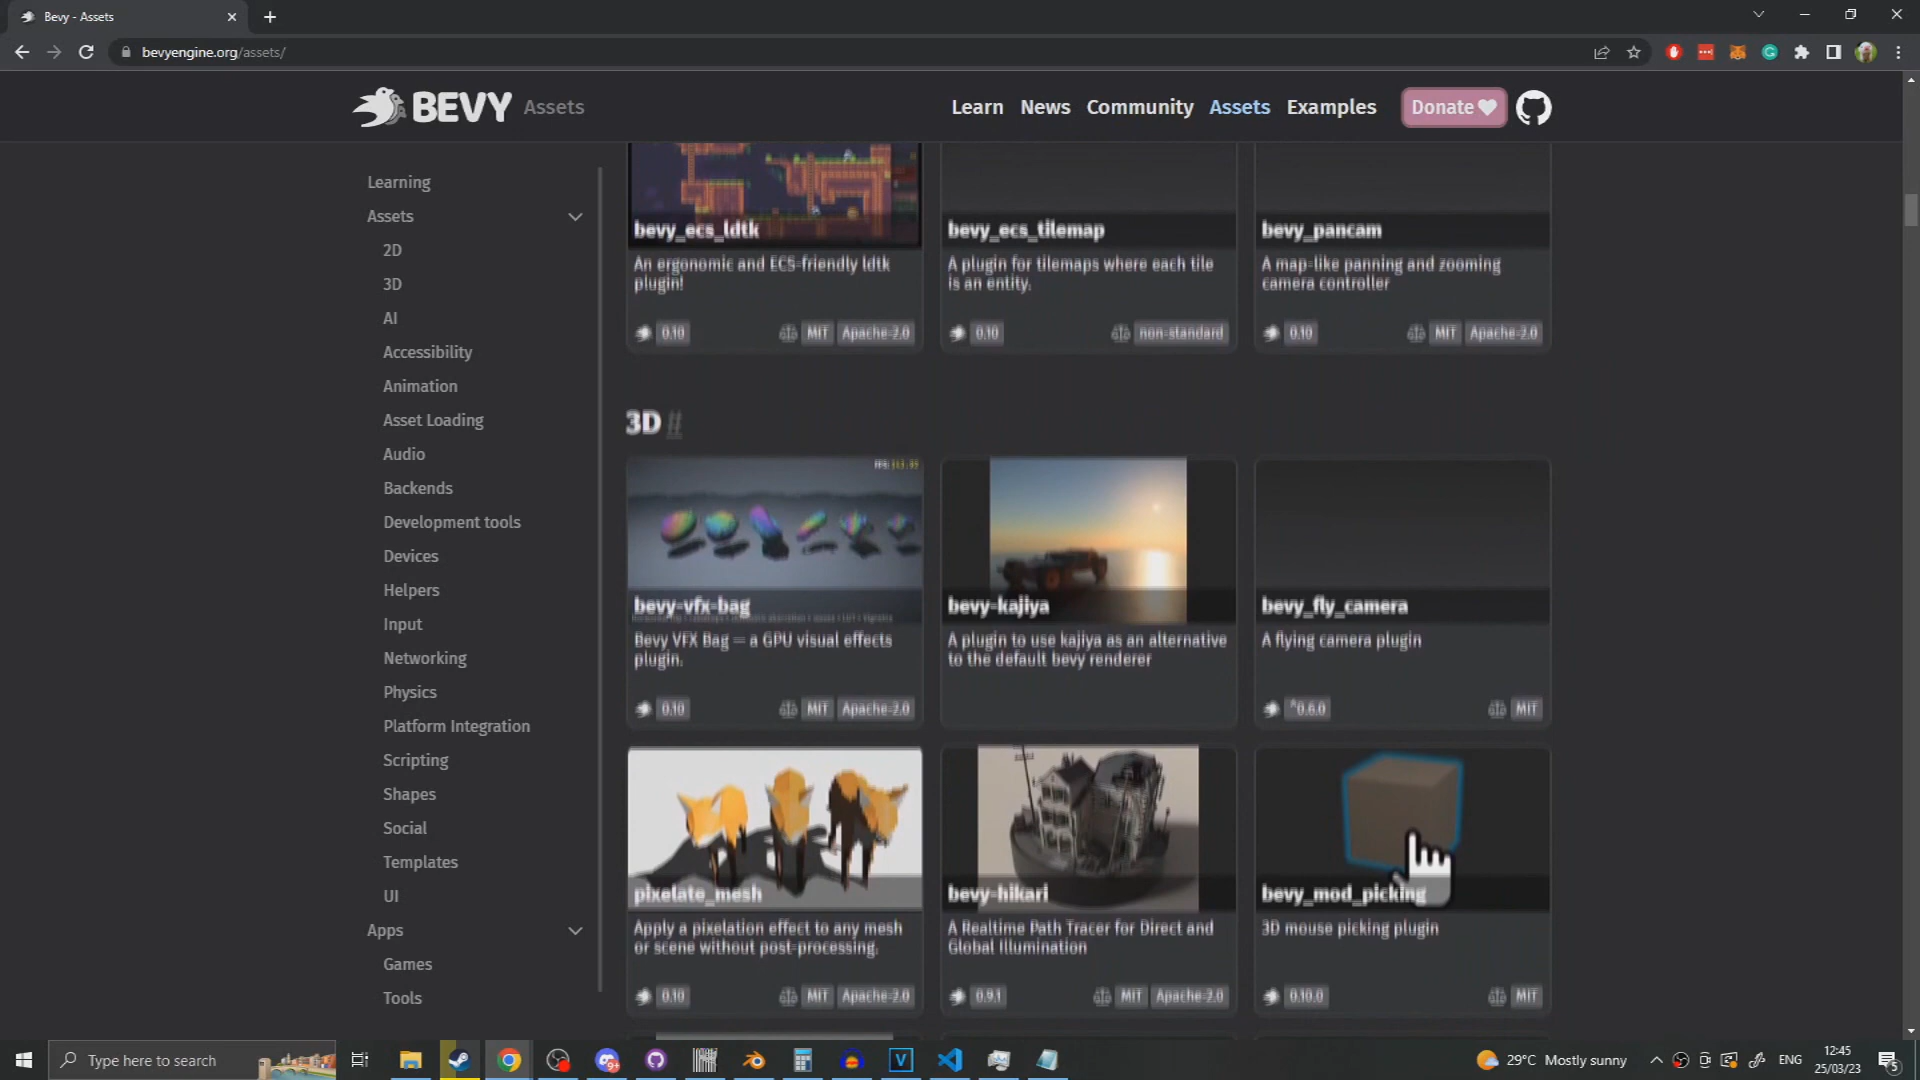 Bevy - Assets
bevyengine.org/assets/
BEVY Assets
Learn News Community Assets Examples Donate
Learning
Assets
2D
3D
AI
Accessibility
Animation
Asset Loading
Audio
Backends
Development tools
Devices
Helpers
Input
Networking
Physics
Platform Integration
Scripting
Shapes
Social
Templates
UI
Apps
Games
Tools
bevy_ecs_ldtk
An ergonomic and ECS-friendly ldtk
plugin!
0.10 MIT Apache-2.0
bevy_ecs_tilemap
A plugin for tilemaps where each tile
is an entity.
0.10 non-standard
bevy_pancam
A map-like panning and zooming
camera controller
0.10 MIT Apache-2.0
3D #
bevy-vfx-bag
Bevy VFX Bag — a GPU visual effects
plugin.
0.10 MIT Apache-2.0
bevy-kajiya
A plugin to use kajiya as an alternative
to the default bevy renderer
bevy_fly_camera
A flying camera plugin
^0.6.0 MIT
pixelate_mesh
Apply a pixelation effect to any mesh
or scene without post-processing.
0.10 MIT Apache-2.0
bevy-hikari
A Realtime Path Tracer for Direct and
Global Illumination
0.9.1 MIT Apache-2.0
bevy_mod_picking
3D mouse picking plugin
0.10.0 MIT
Type here to search
9+
V
29°C Mostly sunny
ENG
12:45
25/03/23
5